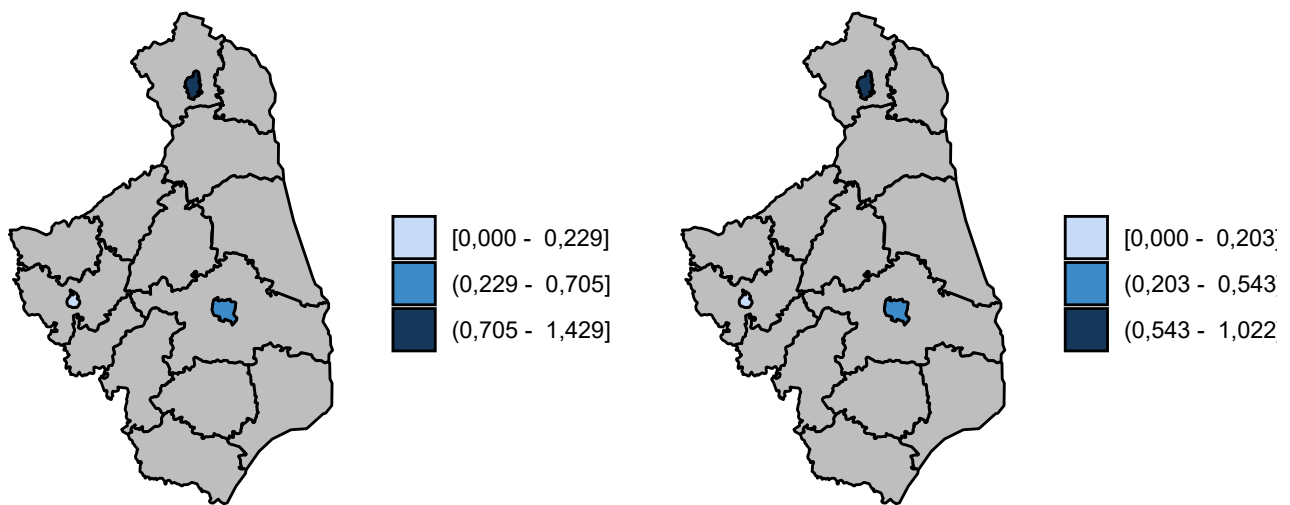 [0,000 - 0,229]
(0,229 - 0,705]
(0,705 - 1,429]
[0,000 - 0,203]
(0,203 - 0,543]
(0,543 - 1,022]